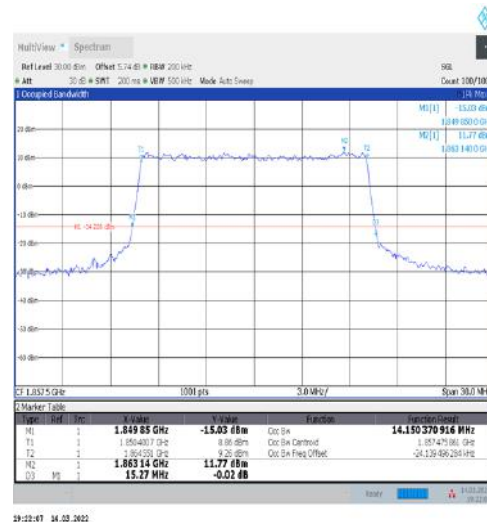 MultiView Spectrum
Ref Level 30.00 dBm Offset 5.74 dB RBW 200 kHz SGL
Att 30 dB SWT 200 ms VBW 500 kHz Mode Auto Sweep Count 100/100
1 Occupied Bandwidth
M1[1] -15.03 dBm
1.849 850 0 GHz
M2[1] 11.77 dBm
1.863 140 0 GHz
20 dBm
10 dBm
0 dBm
-10 dBm
-20 dBm
-30 dBm
-40 dBm
-50 dBm
-60 dBm
T1 M2 T2
CF 1.857 5 GHz 1001 pts 3.0 MHz/ Span 30.0 MHz
2 Marker Table
Type Ref Trc X-Value Y-Value Function Function Result
M1 1 1.849 85 GHz -15.03 dBm Occ Bw 14.150 370 916 MHz
T1 1 8.86 dBm Occ Bw Centroid
T2 1 1.864 551 GHz 9.26 dBm Occ Bw Freq Offset
M2 1 1.863 14 GHz 11.77 dBm
D3 M1 1 15.27 MHz -0.02 dB
Ready
19:22:07 14.03.2022